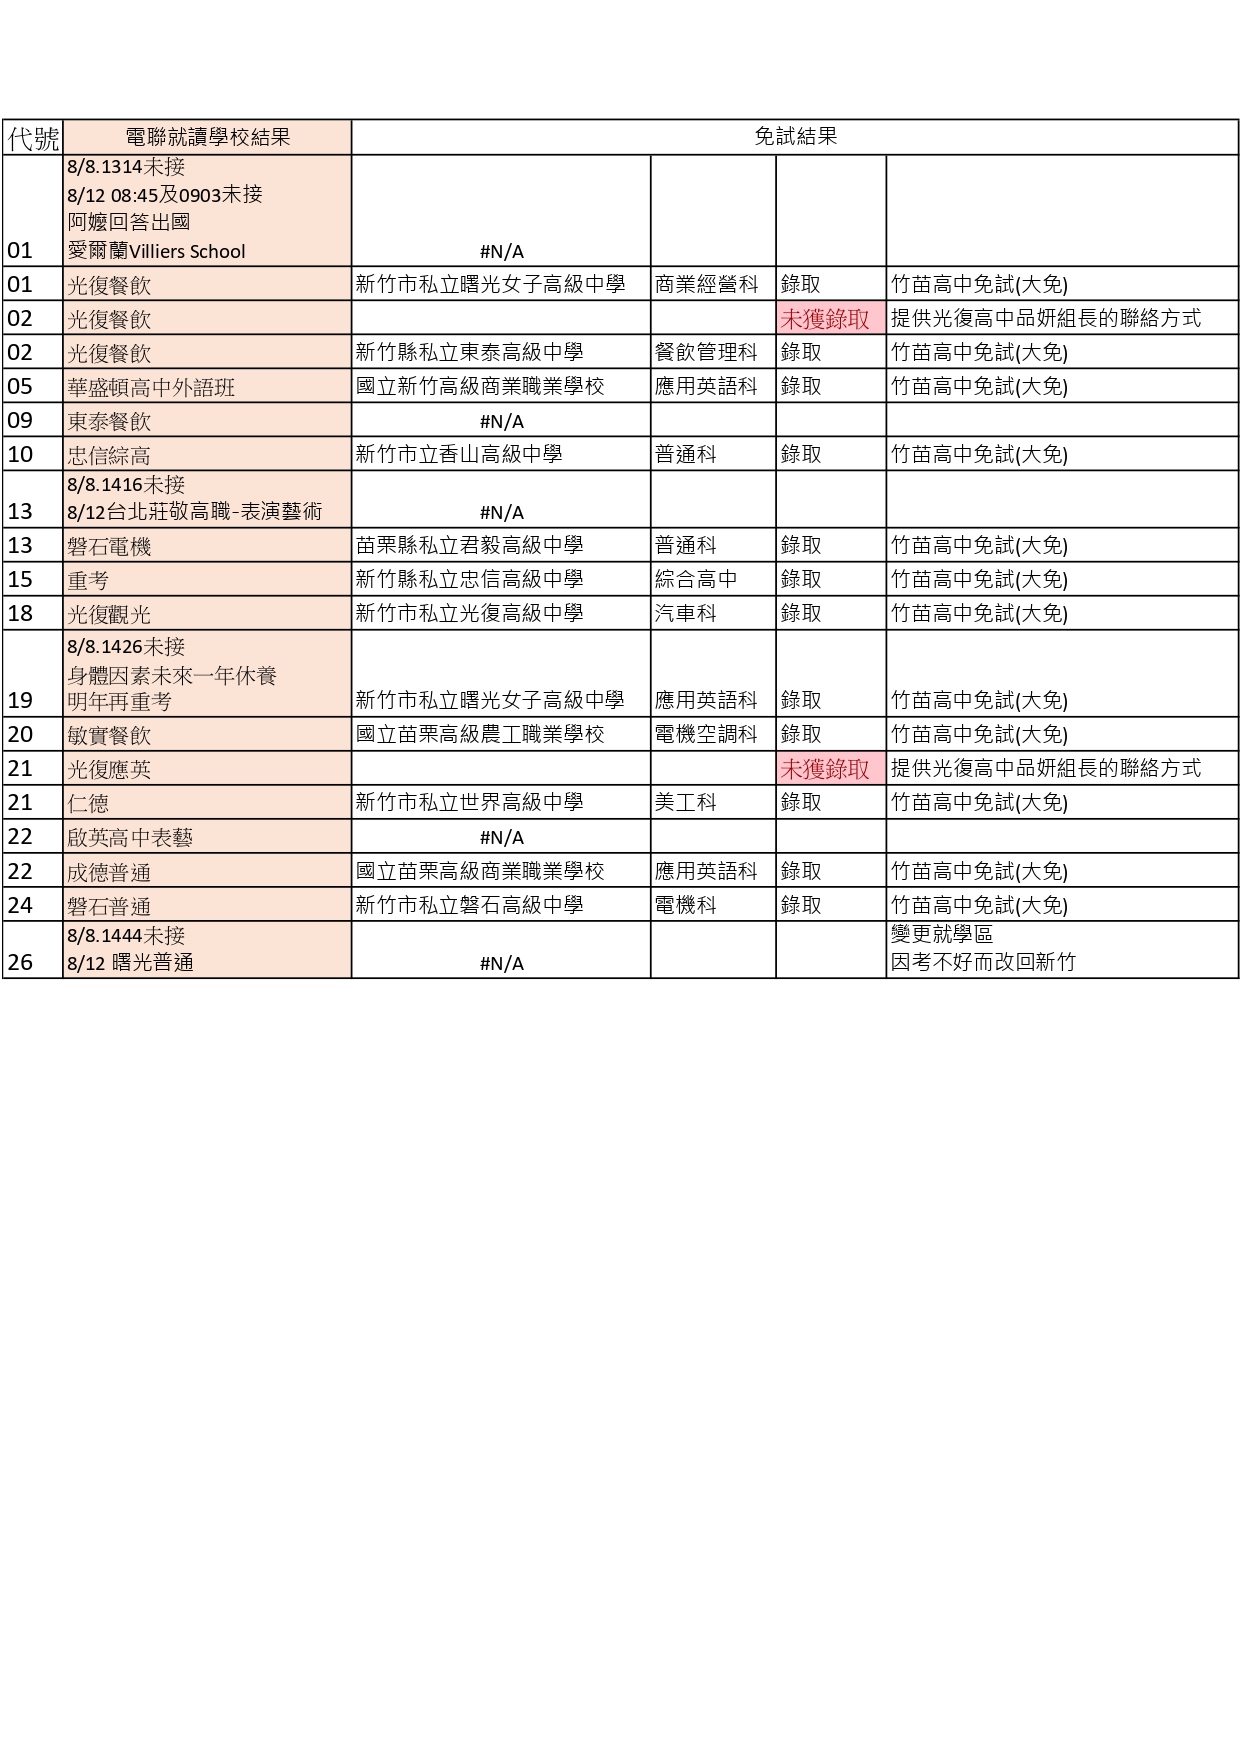 代號 電聯就讀學校結果 免試結果
8/8.1314未接
8/12 08:45及0903未接
阿嬤回答出國
01 愛爾蘭Villiers School #N/A
01 光復餐飲 新竹市私立曙光女子高級中學 商業經營科 錄取 竹苗高中免試(大免)
02 光復餐飲 未獲錄取 提供光復高中品妍組長的聯絡方式
02 光復餐飲 新竹縣私立東泰高級中學 餐飲管理科 錄取 竹苗高中免試(大免)
05 華盛頓高中外語班 國立新竹高級商業職業學校 應用英語科 錄取 竹苗高中免試(大免)
09 東泰餐飲 #N/A
10 忠信綜高 新竹市立香山高級中學 普通科 錄取 竹苗高中免試(大免)
8/8.1416未接
13 8/12台北莊敬高職-表演藝術 #N/A
13 磐石電機 苗栗縣私立君毅高級中學 普通科 錄取 竹苗高中免試(大免)
15 重考 新竹縣私立忠信高級中學 綜合高中 錄取 竹苗高中免試(大免)
18 光復觀光 新竹市私立光復高級中學 汽車科 錄取 竹苗高中免試(大免)
8/8.1426未接
身體因素未來一年休養
19 明年再重考 新竹市私立曙光女子高級中學 應用英語科 錄取 竹苗高中免試(大免)
20 敏實餐飲 國立苗栗高級農工職業學校 電機空調科 錄取 竹苗高中免試(大免)
21 光復應英 未獲錄取 提供光復高中品妍組長的聯絡方式
21 仁德 新竹市私立世界高級中學 美工科 錄取 竹苗高中免試(大免)
22 啟英高中表藝 #N/A
22 成德普通 國立苗栗高級商業職業學校 應用英語科 錄取 竹苗高中免試(大免)
24 磐石普通 新竹市私立磐石高級中學 電機科 錄取 竹苗高中免試(大免)
8/8.1444未接 變更就學區
26 8/12 曙光普通 #N/A 因考不好而改回新竹